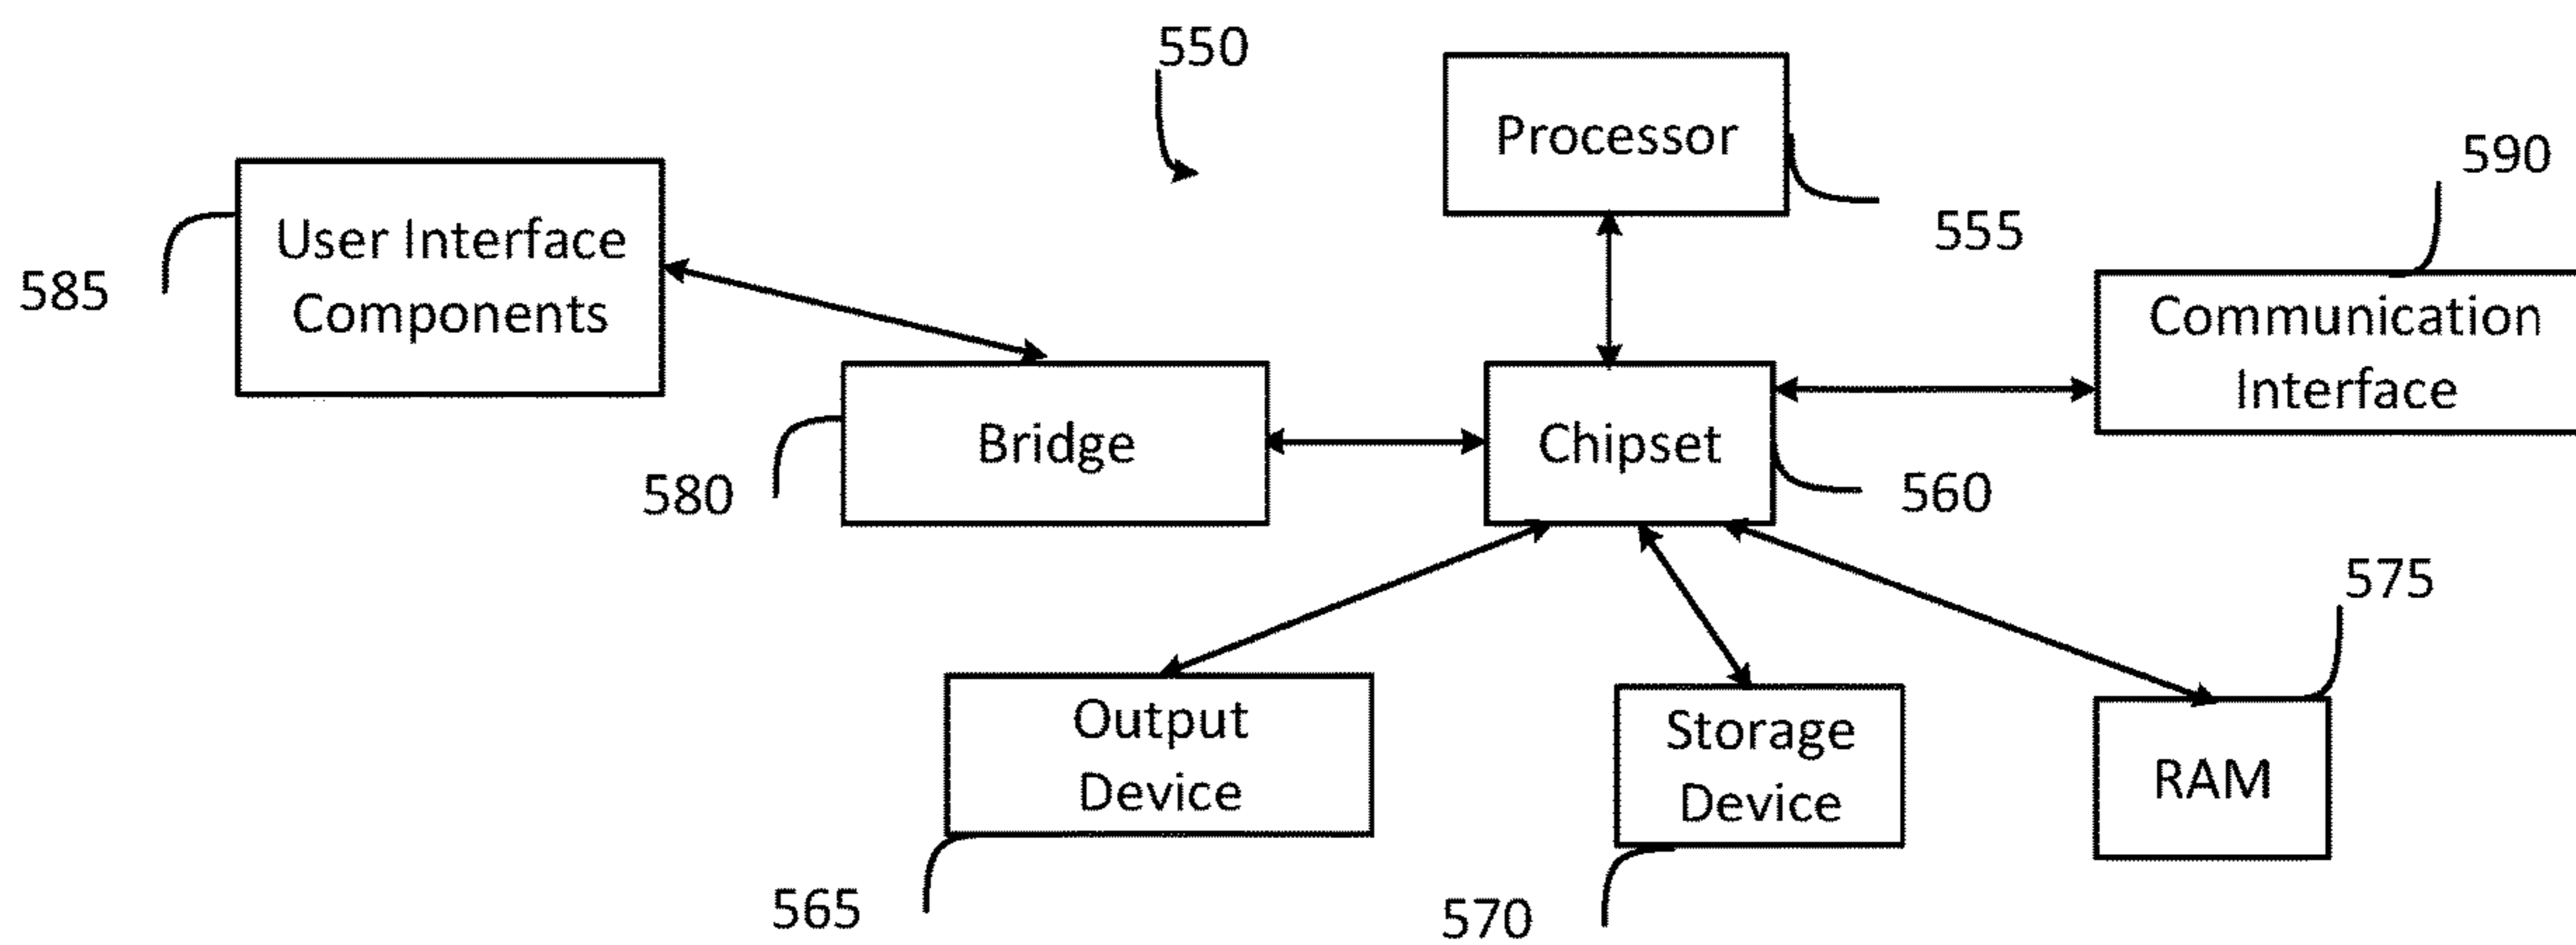 550
Processor
590
User Interface
Components
555
585
Communication
Interface
Bridge
Chipset
580
560
575
Output
Device
Storage
Device
RAM
565
570